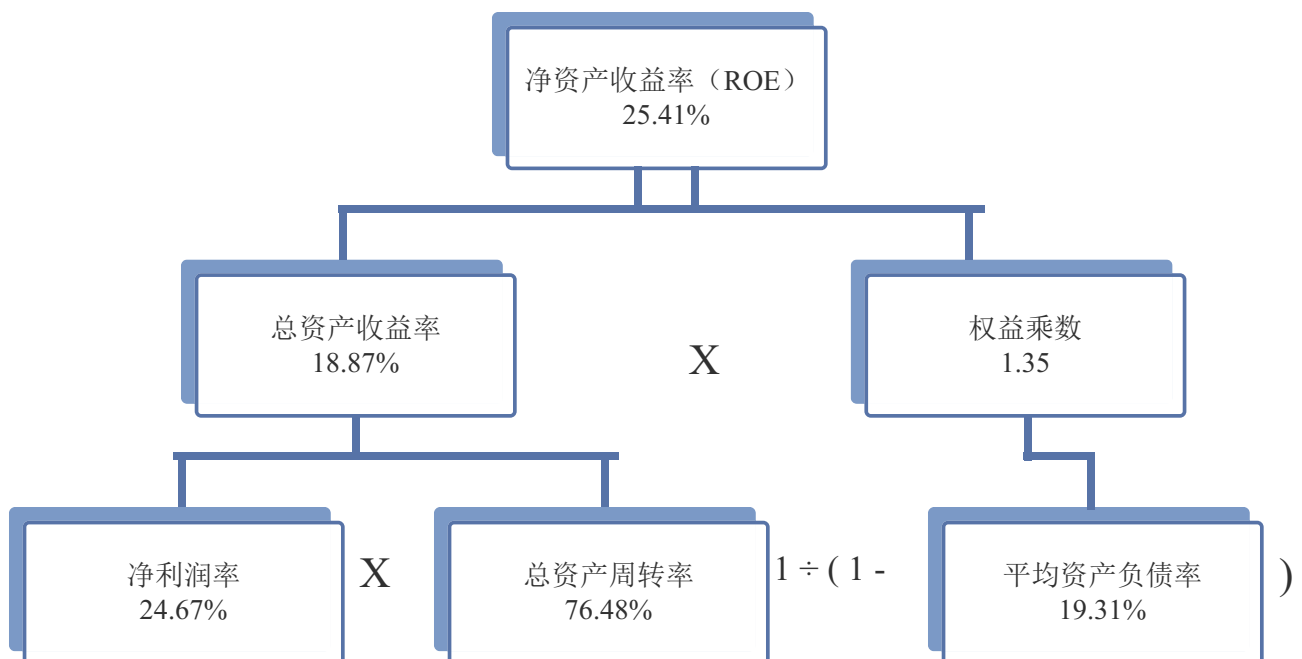 净资产收益率（ROE）
25.41%
总资产收益率
18.87%
X
权益乘数
1.35
净利润率
24.67%
X
总资产周转率
76.48%
1 ÷ ( 1 -
平均资产负债率
19.31%
)